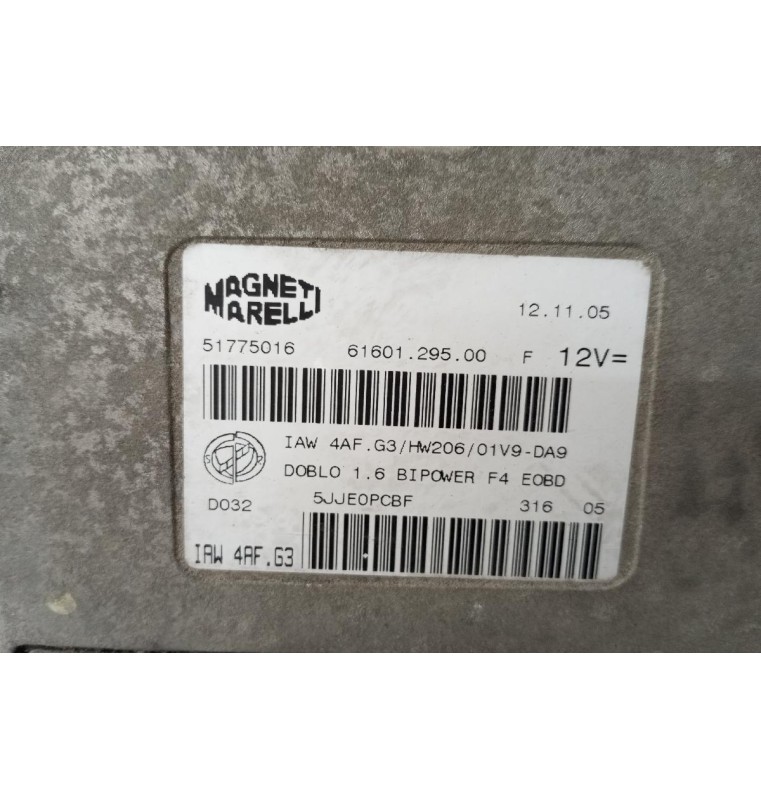 MAGNETI
MARELLI
12.11.05
51775016 61601.295.00 F 12V=
IAW 4AF.G3/HW206/01V9-DA9
DOBLO 1.6 BIPOWER F4 EOBD
D032 5JJE0PCBF 316 05
IAW 4AF.G3